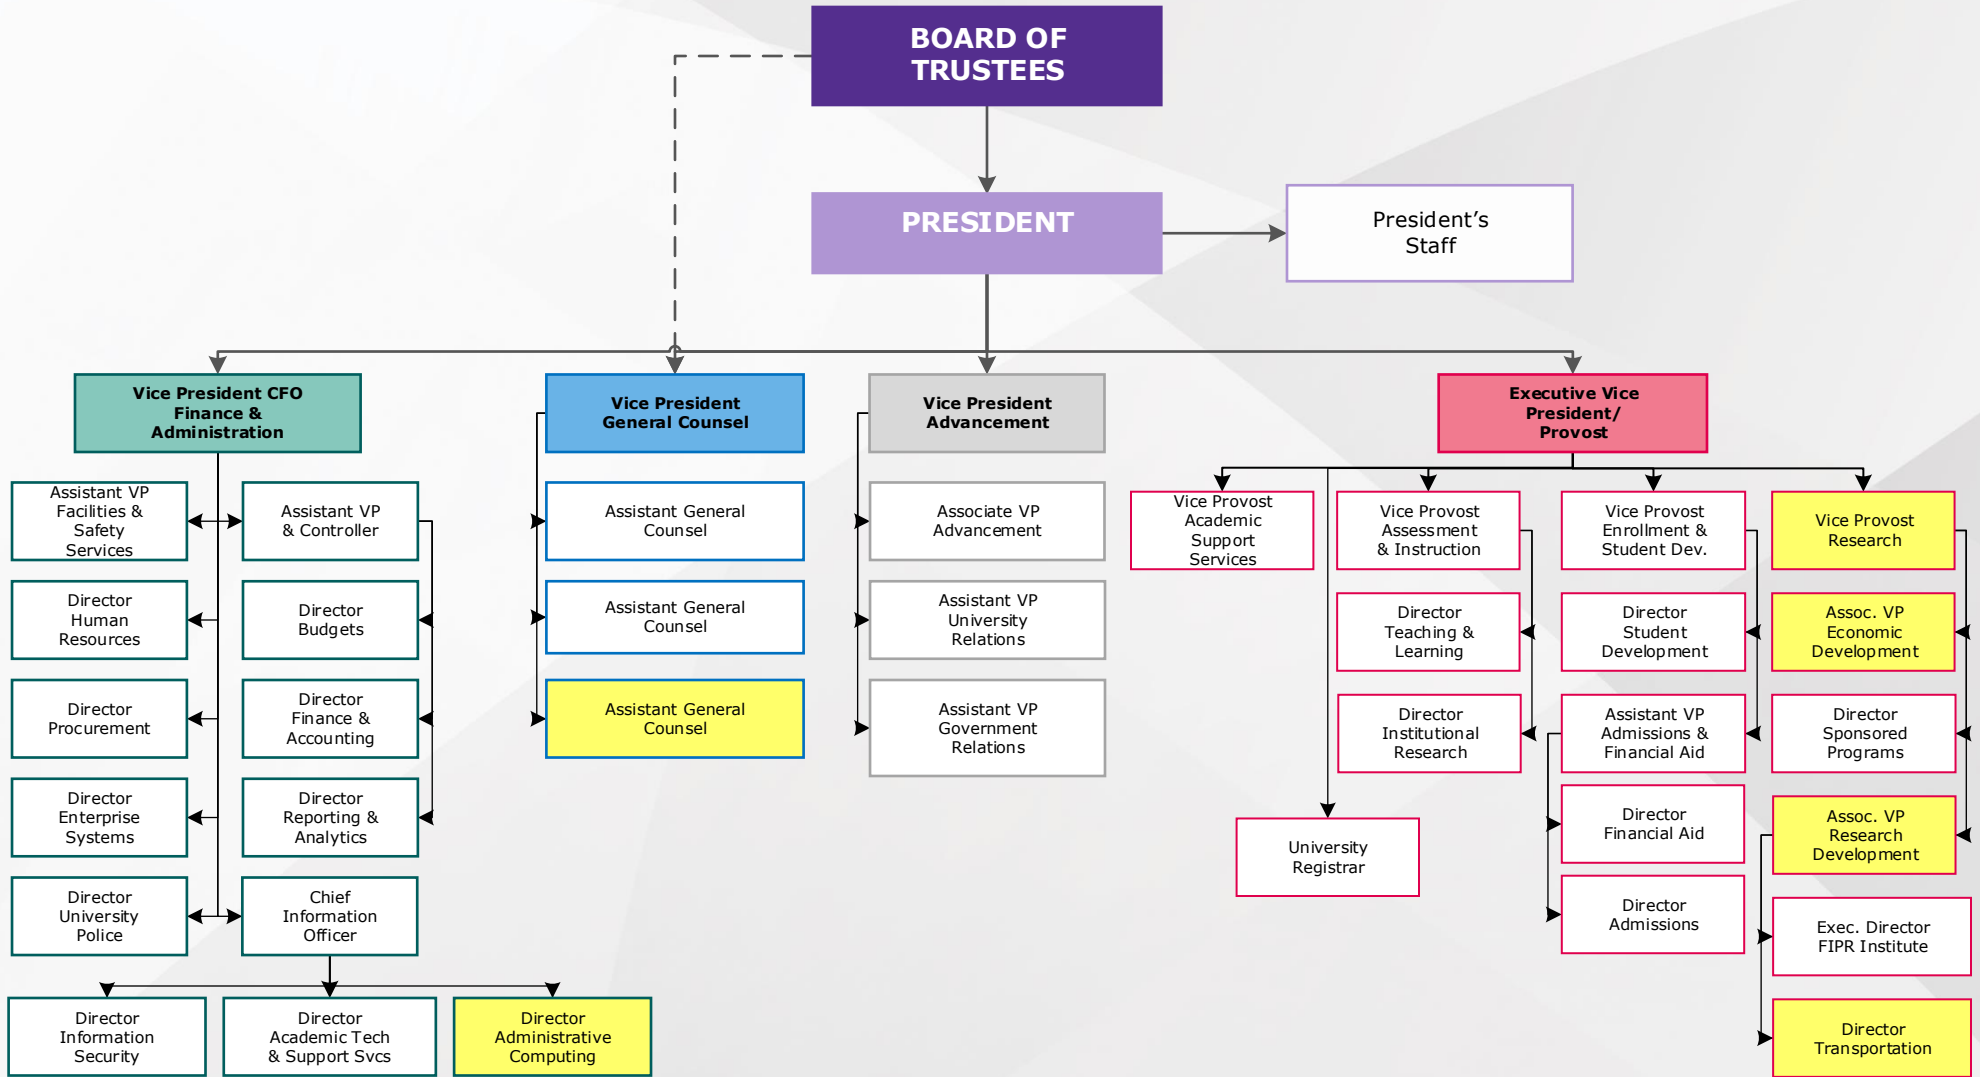 BOARD OF
TRUSTEES
PRESIDENT
President’s
Staff
Vice President CFO
Finance &
Administration
Vice President
General Counsel
Vice President
Advancement
Executive Vice
President/
Provost
Assistant VP
Facilities &
Safety
Services
Assistant VP
& Controller
Director
Human
Resources
Director
Budgets
Director
Procurement
Director
Finance &
Accounting
Director
Enterprise
Systems
Director
Reporting &
Analytics
Director
University
Police
Chief
Information
Officer
Director
Information
Security
Director
Academic Tech
& Support Svcs
Director
Administrative
Computing
Assistant General
Counsel
Assistant General
Counsel
Assistant General
Counsel
Associate VP
Advancement
Assistant VP
University
Relations
Assistant VP
Government
Relations
Vice Provost
Academic
Support
Services
University
Registrar
Vice Provost
Assessment
& Instruction
Director
Teaching &
Learning
Director
Institutional
Research
Vice Provost
Enrollment &
Student Dev.
Director
Student
Development
Assistant VP
Admissions &
Financial Aid
Director
Financial Aid
Director
Admissions
Vice Provost
Research
Assoc. VP
Economic
Development
Director
Sponsored
Programs
Assoc. VP
Research
Development
Exec. Director
FIPR Institute
Director
Transportation